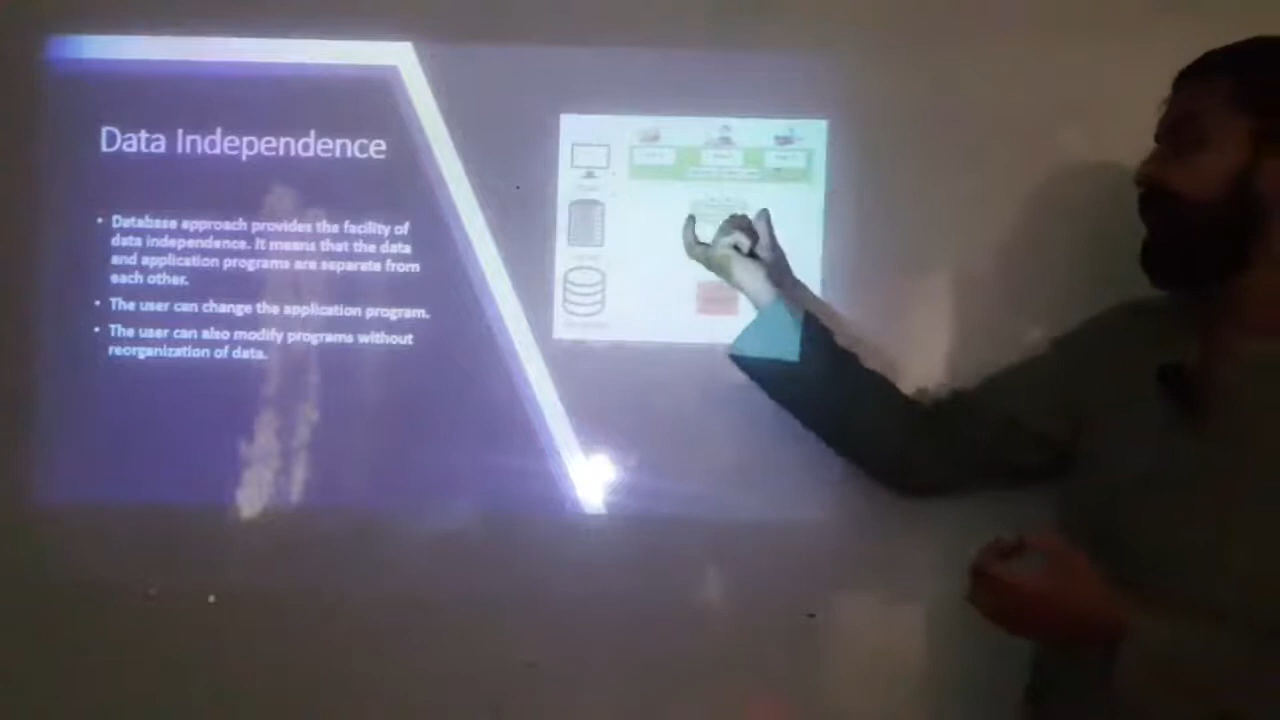 Data Independence
• Database approach provides the facility of
data independence. It means that the data
and application programs are separate from
each other.
• The user can change the application program.
• The user can also modify programs without
reorganization of data.